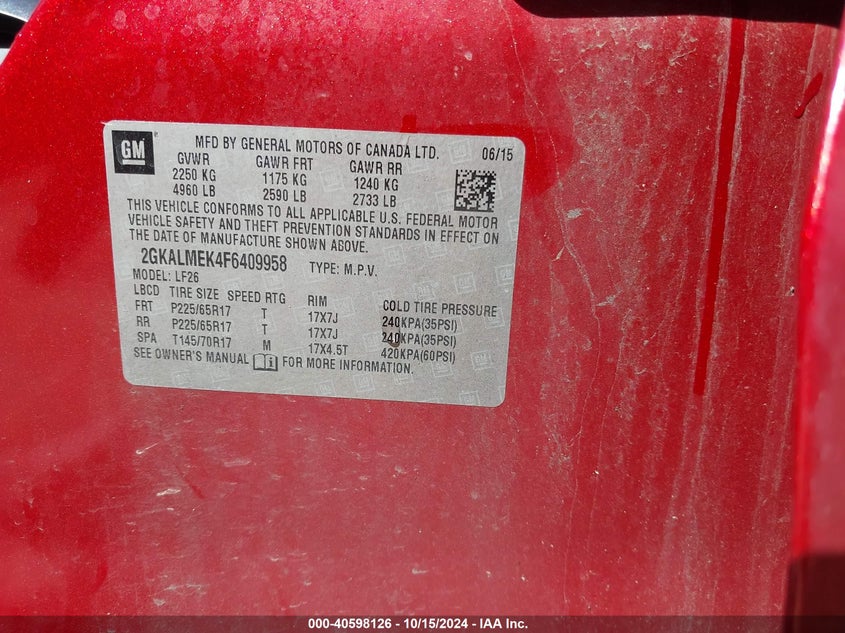 GM
MFD BY GENERAL MOTORS OF CANADA LTD. 06/15
GVWR GAWR FRT GAWR RR
2250 KG 1175 KG 1240 KG
4960 LB 2590 LB 2733 LB
THIS VEHICLE CONFORMS TO ALL APPLICABLE U.S. FEDERAL MOTOR
VEHICLE SAFETY AND THEFT PREVENTION STANDARDS IN EFFECT ON
THE DATE OF MANUFACTURE SHOWN ABOVE.
2GKALMEK4F6409958 TYPE: M.P.V.
MODEL: LF26
LBCD TIRE SIZE SPEED RTG RIM COLD TIRE PRESSURE
FRT P225/65R17 T 17X7J 240KPA(35PSI)
RR P225/65R17 T 17X7J 240KPA(35PSI)
SPA T145/70R17 M 17X4.5T 420KPA(60PSI)
SEE OWNER'S MANUAL FOR MORE INFORMATION.
000-40598126 - 10/15/2024 - IAA Inc.